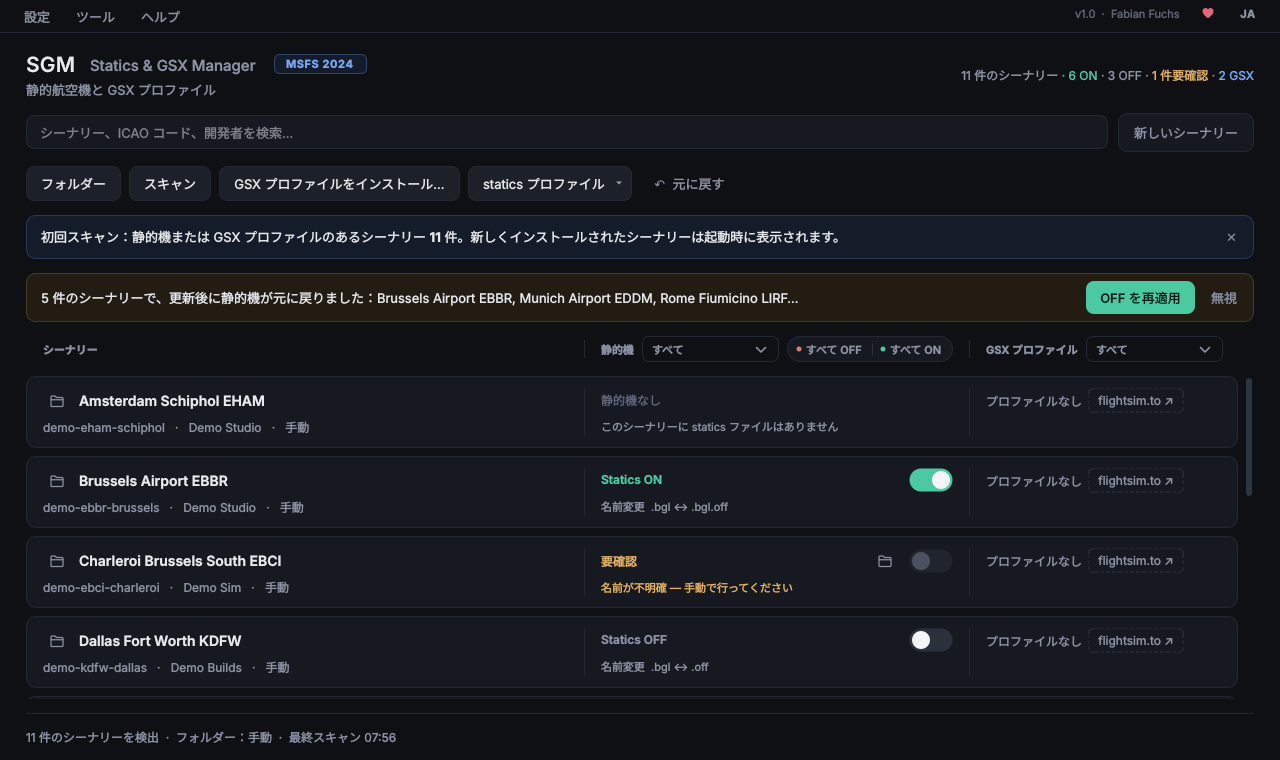 設定 ツール ヘルプ v1.0 · Fabian Fuchs JA
SGM Statics & GSX Manager MSFS 2024
静的航空機と GSX プロファイル
11 件のシーナリー · 6 ON · 3 OFF · 1 件要確認 · 2 GSX
シーナリー、ICAO コード、開発者を検索... 新しいシーナリー
フォルダー スキャン GSX プロファイルをインストール... statics プロファイル ↶ 元に戻す
初回スキャン：静的機または GSX プロファイルのあるシーナリー 11 件。新しくインストールされたシーナリーは起動時に表示されます。 ×
5 件のシーナリーで、更新後に静的機が元に戻りました：Brussels Airport EBBR, Munich Airport EDDM, Rome Fiumicino LIRF... OFF を再適用 無視
シーナリー 静的機 すべて すべて OFF すべて ON GSX プロファイル すべて
Amsterdam Schiphol EHAM 静的機なし プロファイルなし flightsim.to ↗
demo-eham-schiphol · Demo Studio · 手動 このシーナリーに statics ファイルはありません
Brussels Airport EBBR Statics ON プロファイルなし flightsim.to ↗
demo-ebbr-brussels · Demo Studio · 手動 名前変更 .bgl ↔ .bgl.off
Charleroi Brussels South EBCI 要確認 プロファイルなし flightsim.to ↗
demo-ebci-charleroi · Demo Sim · 手動 名前が不明確 — 手動で行ってください
Dallas Fort Worth KDFW Statics OFF プロファイルなし flightsim.to ↗
demo-kdfw-dallas · Demo Builds · 手動 名前変更 .bgl ↔ .off
11 件のシーナリーを検出 · フォルダー：手動 · 最終スキャン 07:56